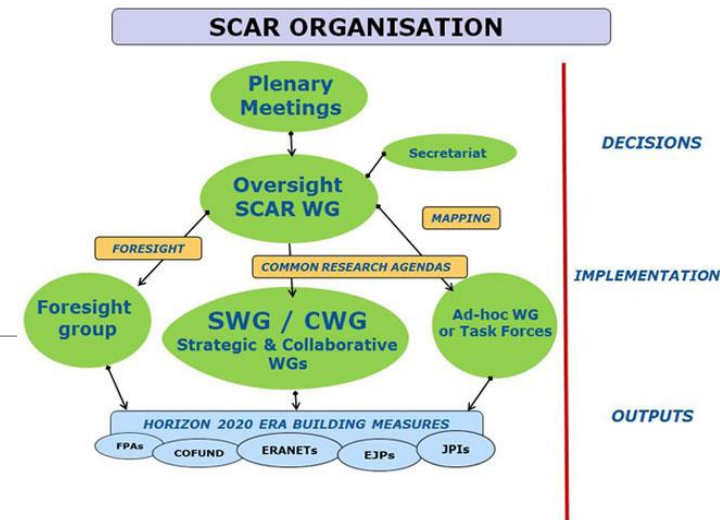 SCAR ORGANISATION
Plenary
Meetings
DECISIONS
Secretariat
Oversight
SCAR WG
MAPPING
FORESIGHT
COMMON RESEARCH AGENDAS
IMPLEMENTATION
Foresight
group
SWG / CWG
Strategic & Collaborative
WGs
Ad-hoc WG
or Task Forces
OUTPUTS
HORIZON 2020 ERA BUILDING MEASURES
FPAs
COFUND
ERANETs
EJPs
JPIs